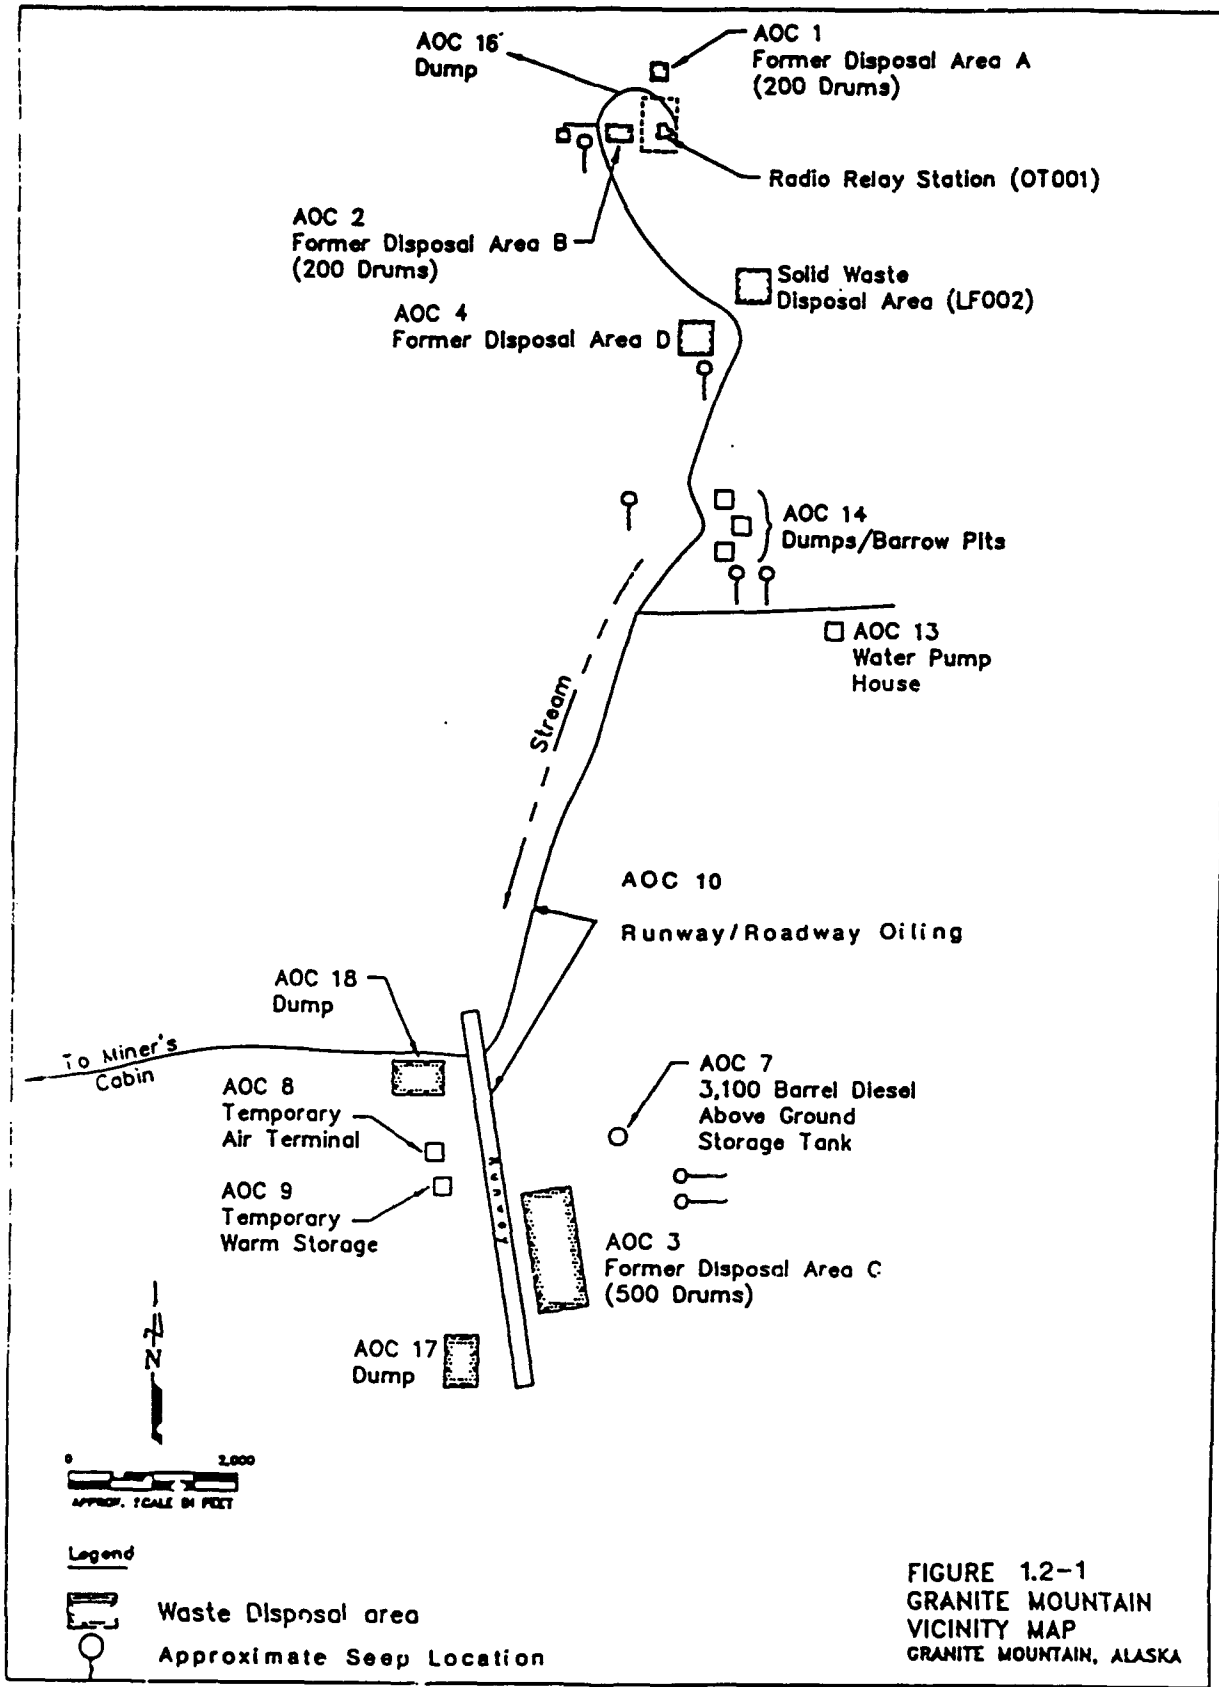 AOC 16
Dump
AOC 1
Former Disposal Area A
(200 Drums)
Radio Relay Station (OT001)
AOC 2
Former Disposal Area B
(200 Drums)
Solid Waste
Disposal Area (LF002)
AOC 4
Former Disposal Area D
AOC 14
Dumps/Barrow Pits
AOC 13
Water Pump
House
Stream
AOC 10
Runway/Roadway Oiling
AOC 18
Dump
To Miner's
Cabin
AOC 8
Temporary
Air Terminal
AOC 7
3,100 Barrel Diesel
Above Ground
Storage Tank
Runway
AOC 9
Temporary
Warm Storage
AOC 3
Former Disposal Area C
(500 Drums)
AOC 17
Dump
N
0 2,000
APPROX. SCALE IN FEET
Legend
Waste Disposal area
Approximate Seep Location
FIGURE 1.2-1
GRANITE MOUNTAIN
VICINITY MAP
GRANITE MOUNTAIN, ALASKA